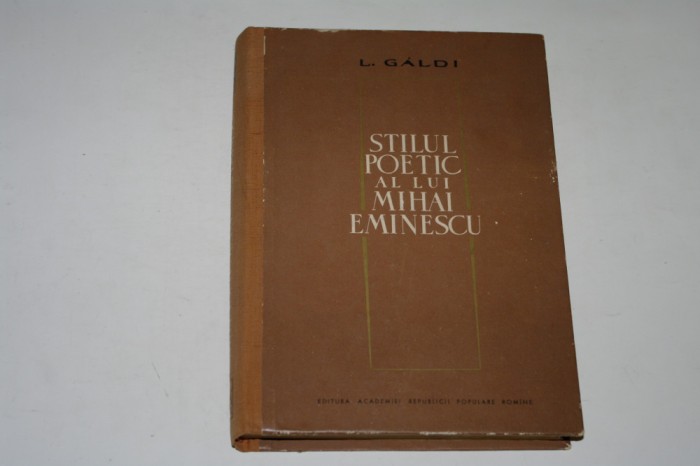 L. GÁLDI
STILUL
POETIC
AL LUI
MIHAI
EMINESCU
EDITURA ACADEMIEI REPUBLICII POPULARE ROMÎNE